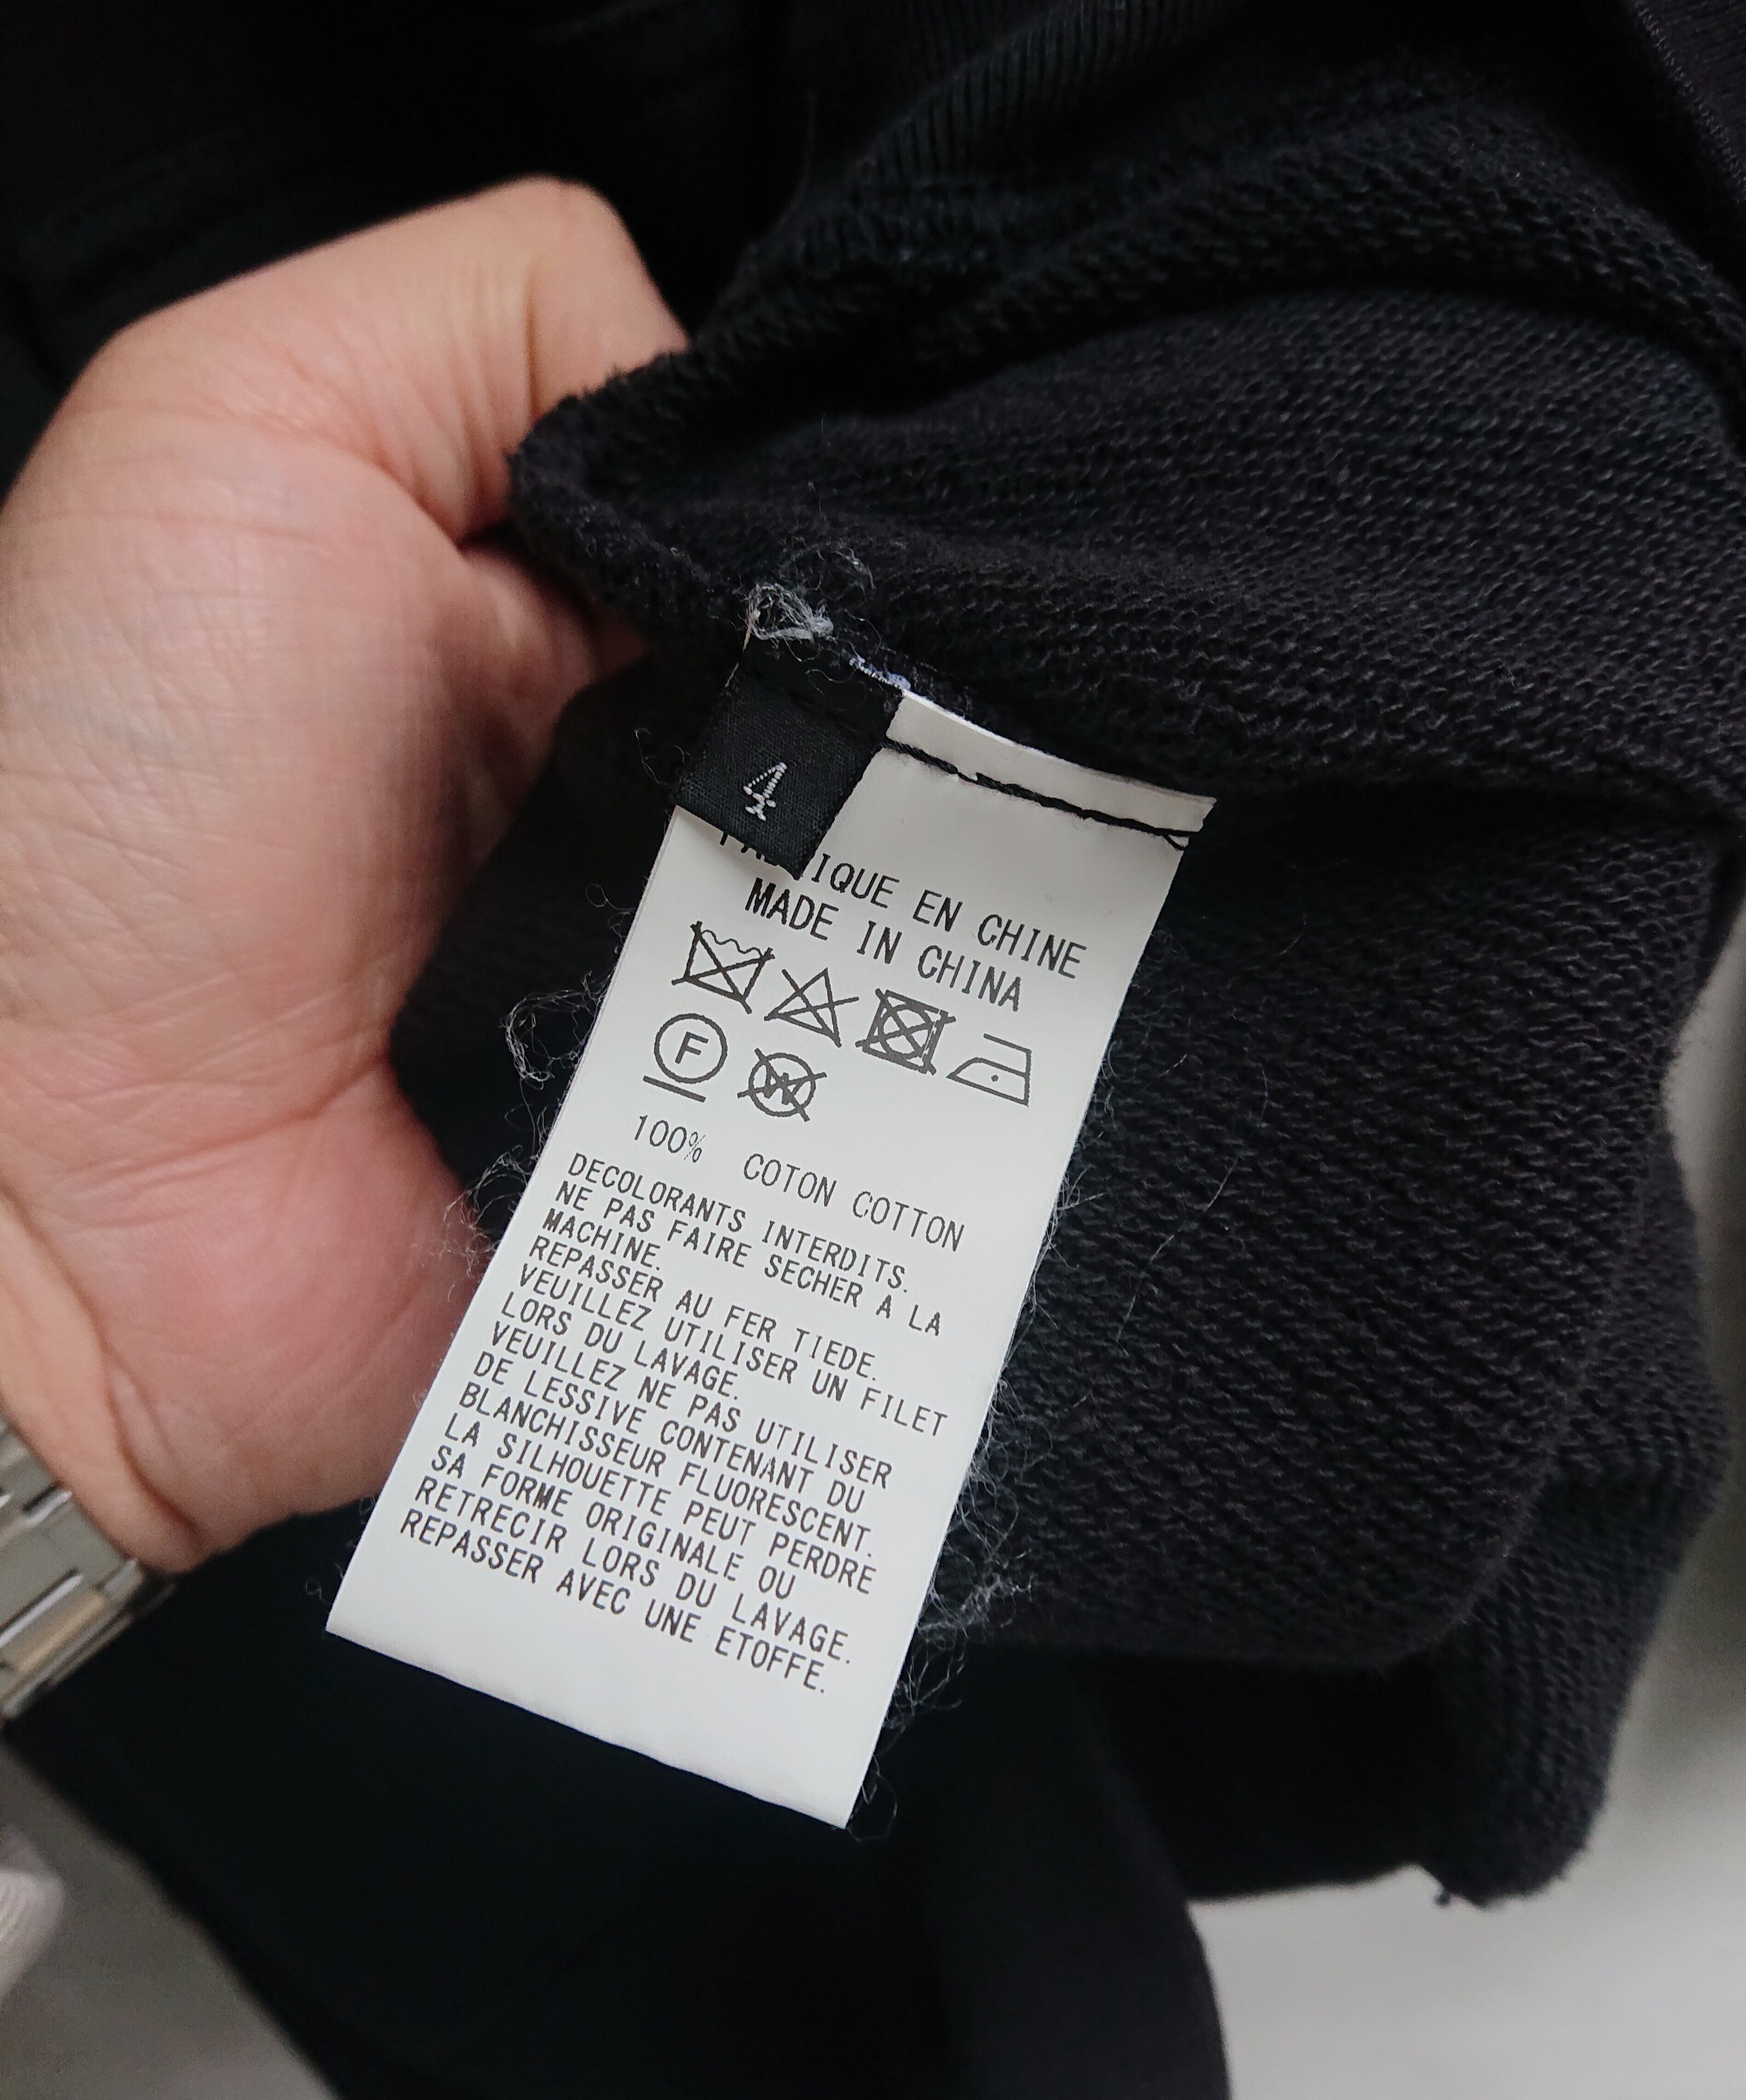 4
EN CHINE
MADE IN CHINA
F
W
100% COTON COTTON
DECOLORANTS INTERDITS.
NE PAS FAIRE SECHER A LA
MACHINE.
REPASSER AU FER TIEDE.
VEUILLEZ UTILISER UN FILET
LORS DU LAVAGE.
VEUILLEZ NE PAS UTILISER
DE LESSIVE CONTENANT DU
BLANCHISSEUR FLUORESCENT.
LA SILHOUETTE PEUT PERDRE
SA FORME ORIGINALE OU
RETRECIR LORS DU LAVAGE.
REPASSER AVEC UNE ETOFFE.